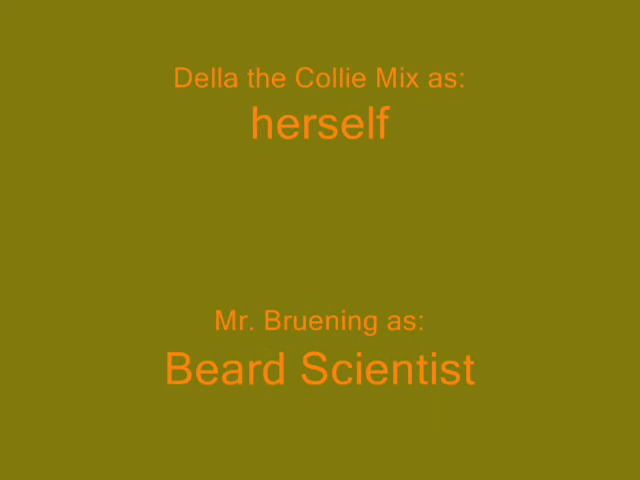 Della the Collie Mix as:
herself
Mr. Bruening as:
Beard Scientist